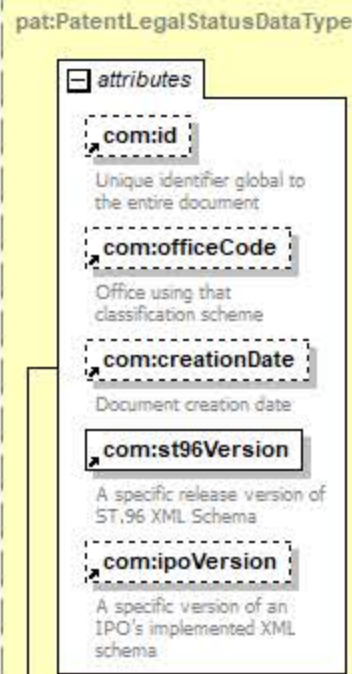 pat:PatentLegalStatusDataType
attributes
com:id
Unique identifier global to
the entire document
com:officeCode
Office using that
classification scheme
com:creationDate
Document creation date
com:st96Version
A specific release version of
ST.96 XML Schema
com:ipoVersion
A specific version of an
IPO's implemented XML
schema